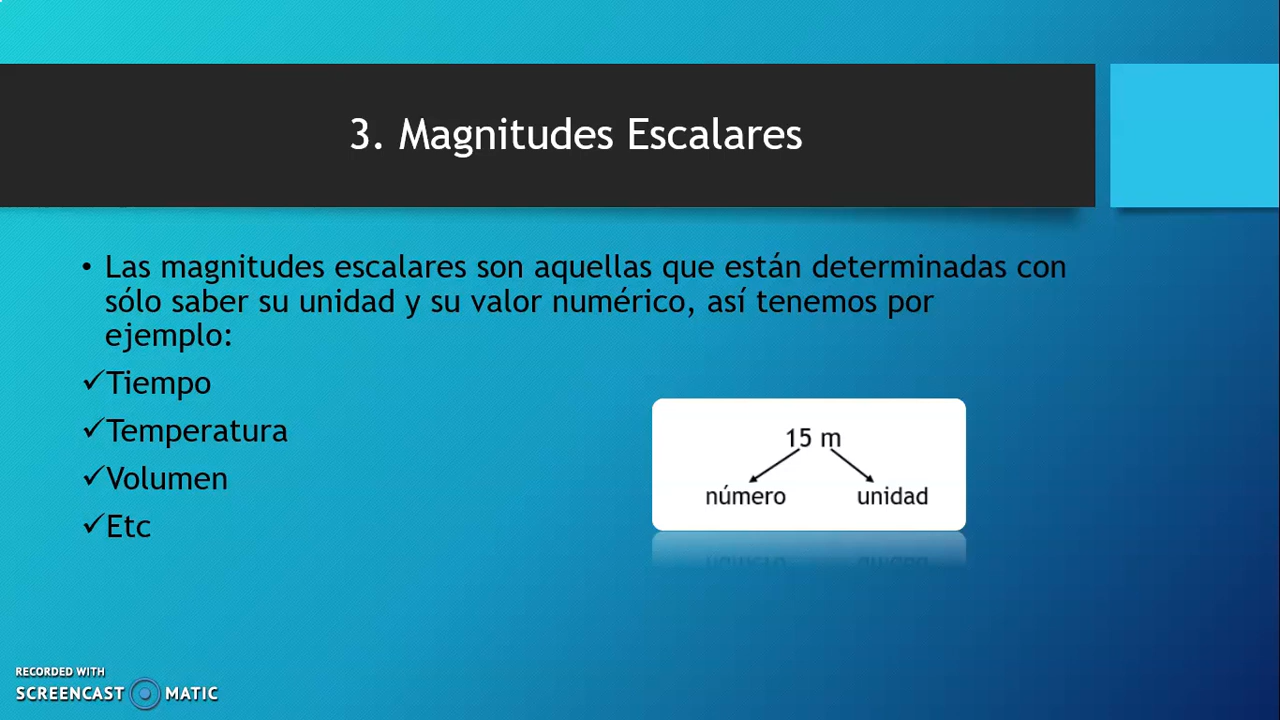 3. Magnitudes Escalares
• Las magnitudes escalares son aquellas que están determinadas con
sólo saber su unidad y su valor numérico, así tenemos por
ejemplo:
✓Tiempo
✓Temperatura
✓Volumen
✓Etc
15 m
número unidad
RECORDED WITH
SCREENCAST MATIC